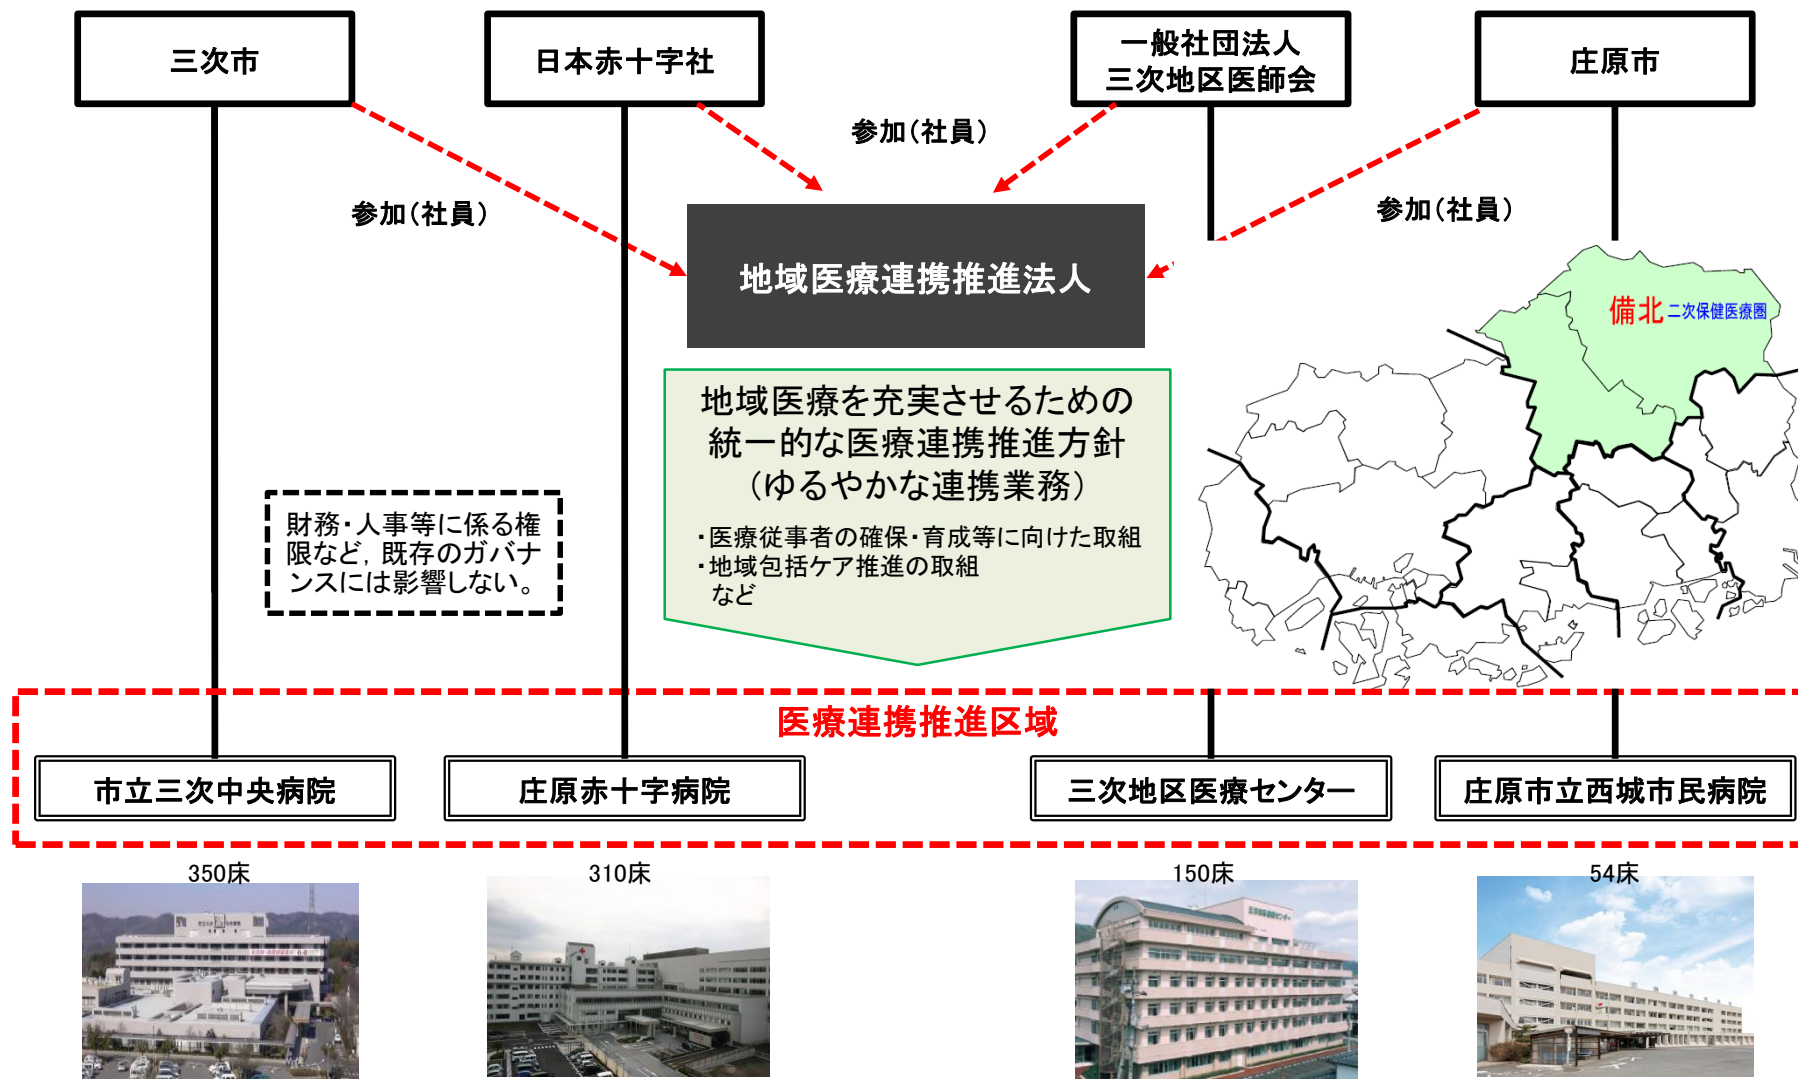 三次市
日本赤十字社
一般社団法人
三次地区医師会
庄原市
参加(社員)
参加(社員)
参加(社員)
地域医療連携推進法人
備北 二次保健医療圏
地域医療を充実させるための
統一的な医療連携推進方針
(ゆるやかな連携業務)
・医療従事者の確保・育成等に向けた取組
・地域包括ケア推進の取組
など
財務・人事等に係る権
限など，既存のガバナ
ンスには影響しない。
医療連携推進区域
市立三次中央病院
庄原赤十字病院
三次地区医療センター
庄原市立西城市民病院
350床
310床
150床
54床